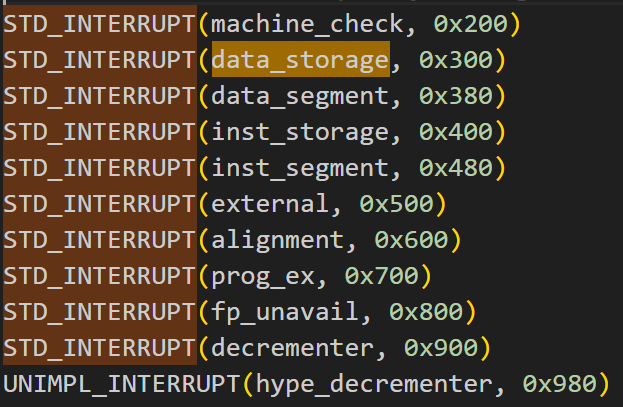 STD_INTERRUPT(machine_check, 0x200)
STD_INTERRUPT(data_storage, 0x300)
STD_INTERRUPT(data_segment, 0x380)
STD_INTERRUPT(inst_storage, 0x400)
STD_INTERRUPT(inst_segment, 0x480)
STD_INTERRUPT(external, 0x500)
STD_INTERRUPT(alignment, 0x600)
STD_INTERRUPT(prog_ex, 0x700)
STD_INTERRUPT(fp_unavail, 0x800)
STD_INTERRUPT(decrementer, 0x900)
UNIMPL_INTERRUPT(hype_decrementer, 0x980)